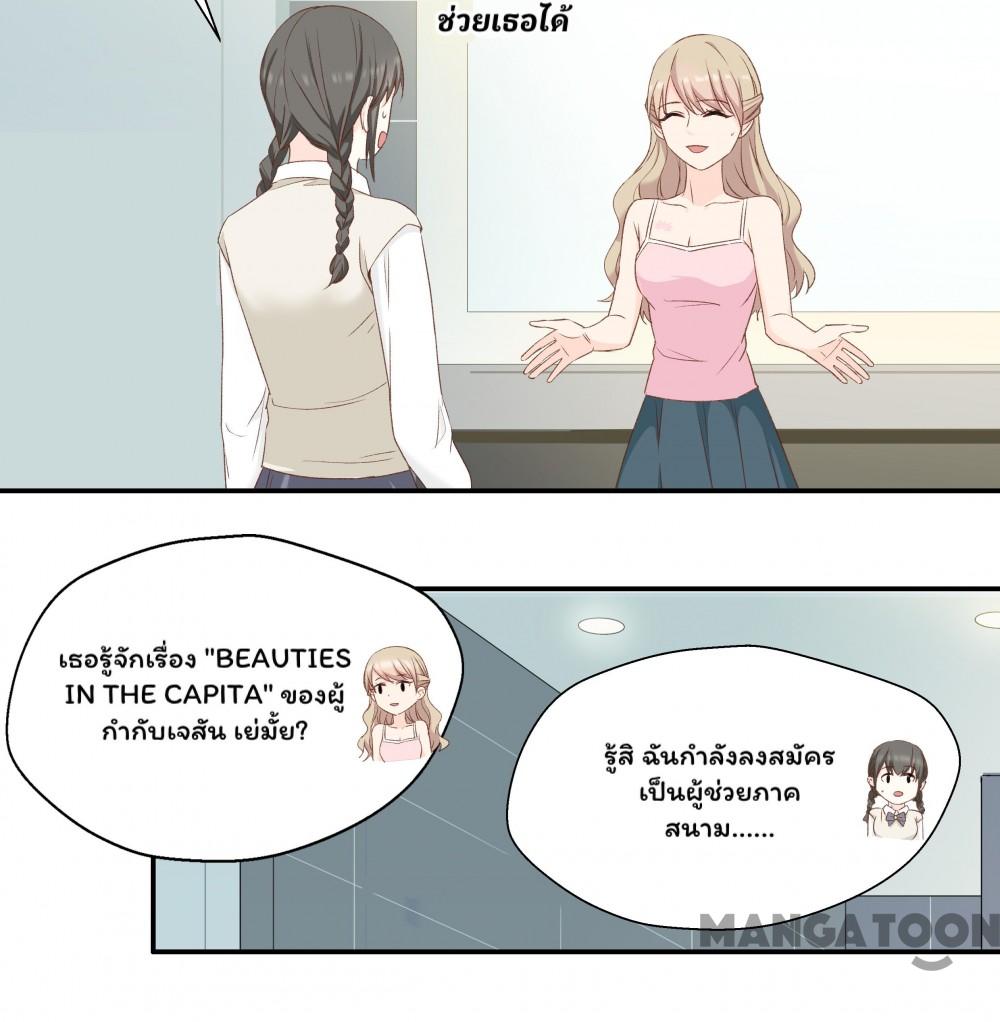 ช่วยเธอได้
เธอรู้จักเรื่อง "BEAUTIES
IN THE CAPITA" ของผู้
กำกับเจสัน เย่มั้ย?
รู้สิ ฉันกำลังลงสมัคร
เป็นผู้ช่วยภาค
สนาม......
MANGATOON